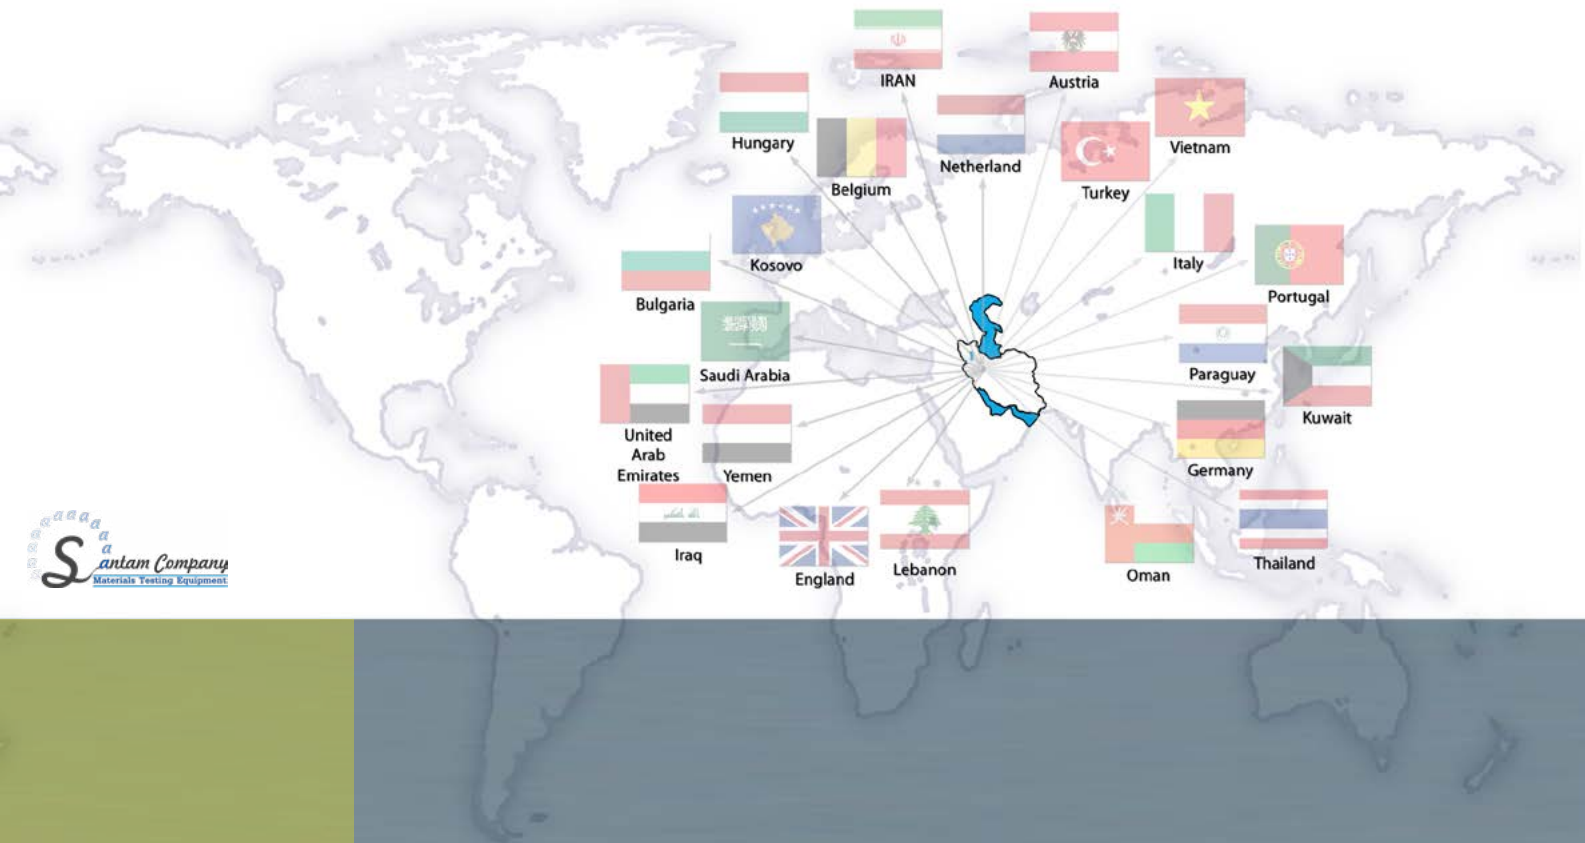 IRAN
Austria
Hungary
Belgium
Netherland
Vietnam
Turkey
Kosovo
Italy
Bulgaria
Portugal
Saudi Arabia
Paraguay
Kuwait
United
Arab
Emirates
Yemen
Germany
Iraq
England
Lebanon
Oman
Thailand
Santam Company
Materials Testing Equipment